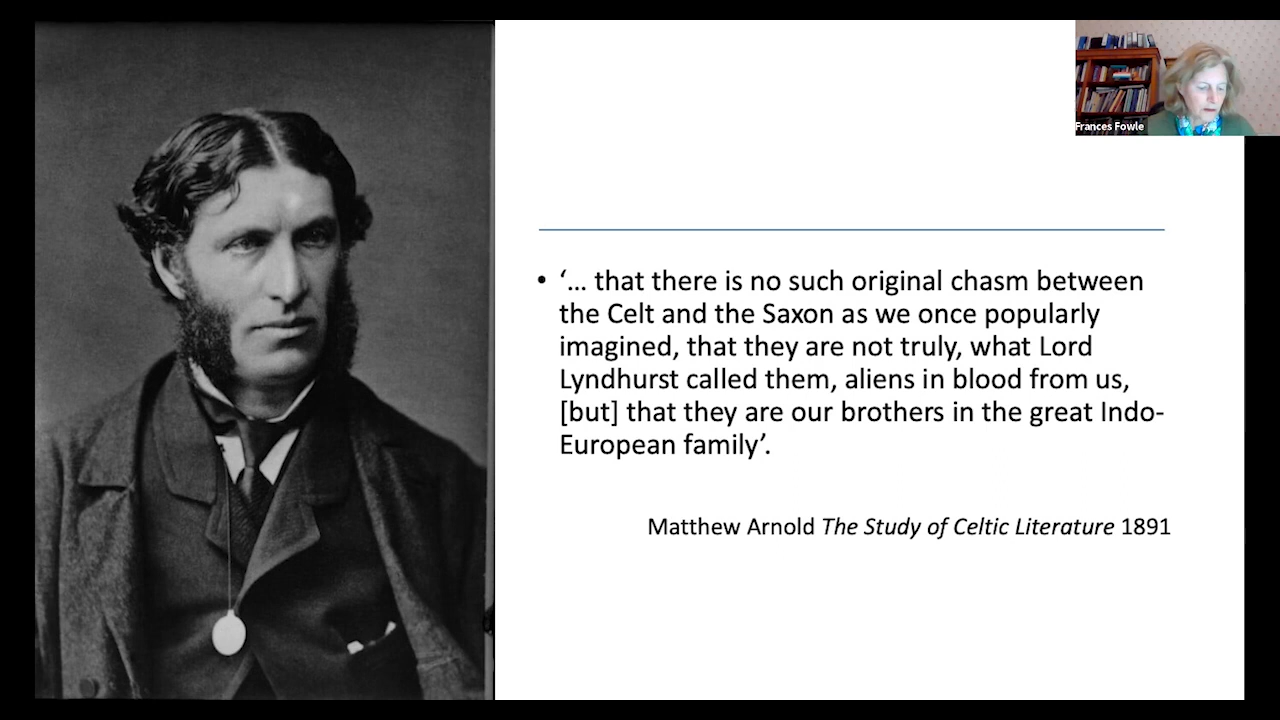 Frances Fowle
• ‘... that there is no such original chasm between
the Celt and the Saxon as we once popularly
imagined, that they are not truly, what Lord
Lyndhurst called them, aliens in blood from us,
[but] that they are our brothers in the great Indo-
European family’.
Matthew Arnold The Study of Celtic Literature 1891